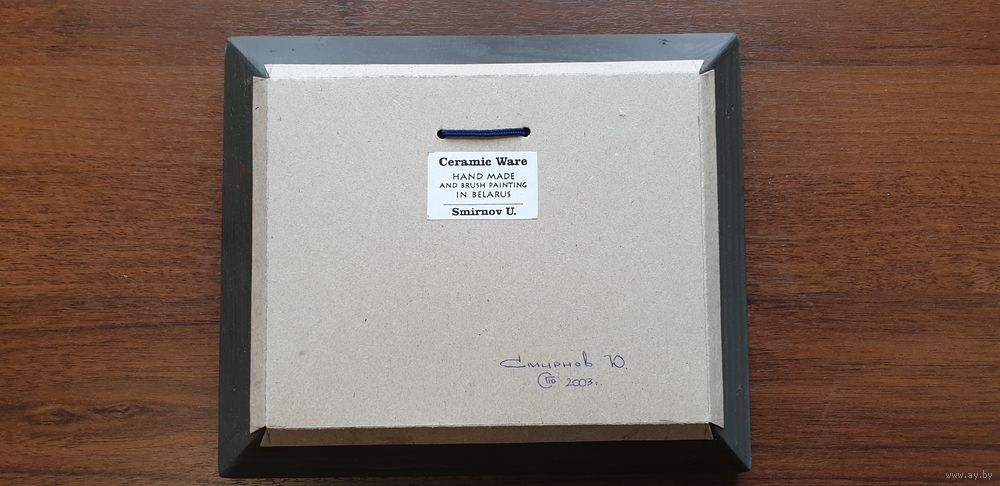 Ceramic Ware
HAND MADE
AND BRUSH PAINTING
IN BELARUS
Smirnov U.
Смирнов Ю.
2003г.
www.ay.by